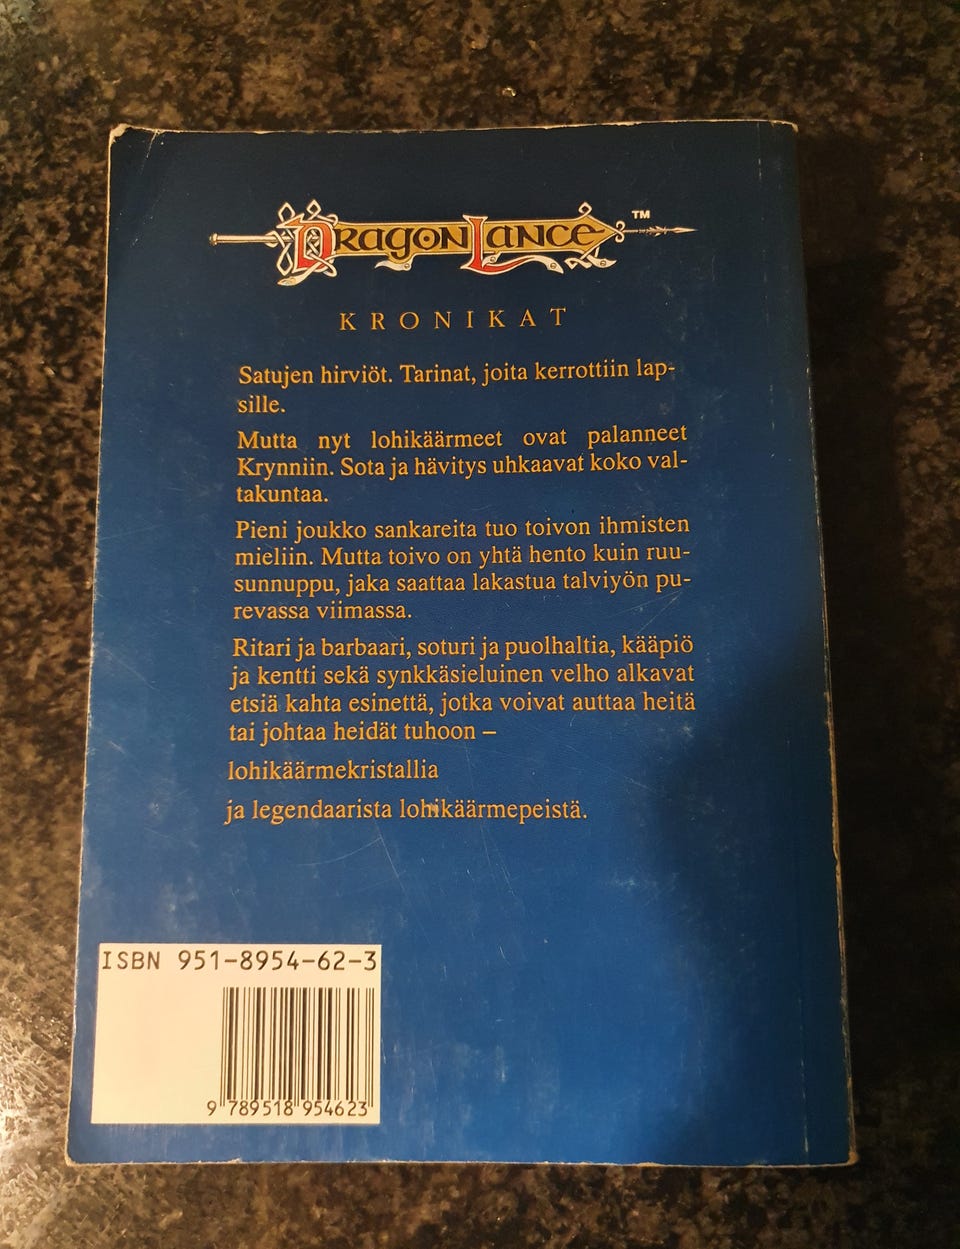 DRAGONLANCE TM
KRONIKAT
Satujen hirviöt. Tarinat, joita kerrottiin lap-
sille.
Mutta nyt lohikäärmeet ovat palanneet
Krynniin. Sota ja hävitys uhkaavat koko val-
takuntaa.
Pieni joukko sankareita tuo toivon ihmisten
mieliin. Mutta toivo on yhtä hento kuin ruu-
sunnuppu, jaka saattaa lakastua talviyön pu-
revassa viimassa.
Ritari ja barbaari, soturi ja puolhaltia, kääpiö
ja kentti sekä synkkäsieluinen velho alkavat
etsiä kahta esinettä, jotka voivat auttaa heitä
tai johtaa heidät tuhoon –
lohikäärmekristallia
ja legendaarista lohikäärmepeistä.
ISBN 951-8954-62-3
9 789518 954623